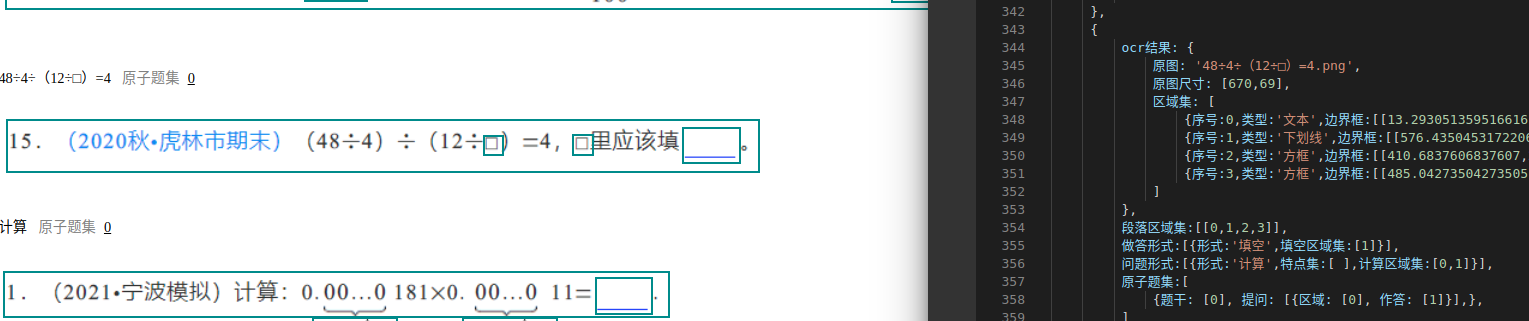 48÷4÷（12÷□）=4 原子题集 0
15. （2020秋•虎林市期末）（48÷4）÷（12÷□）=4，□里应该填____。
计算 原子题集 0
1. （2021•宁波模拟）计算：0.00…0 181×0. 00…0 11=____.
342 },
343 {
344 ocr结果: {
345 原图: '48÷4÷（12÷□）=4.png',
346 原图尺寸: [670,69],
347 区域集: [
348 {序号:0,类型:'文本',边界框:[[13.293051359516616
349 {序号:1,类型:'下划线',边界框:[[576.4350453172206
350 {序号:2,类型:'方框',边界框:[[410.6837606837607,
351 {序号:3,类型:'方框',边界框:[[485.04273504273505
352 ]
353 },
354 段落区域集:[[0,1,2,3]],
355 做答形式:[{形式:'填空',填空区域集:[1]}],
356 问题形式:[{形式:'计算',特点集:[ ],计算区域集:[0,1]}],
357 原子题集:[
358 {题干: [0], 提问: [{区域: [0], 作答: [1]}],},
359 ]